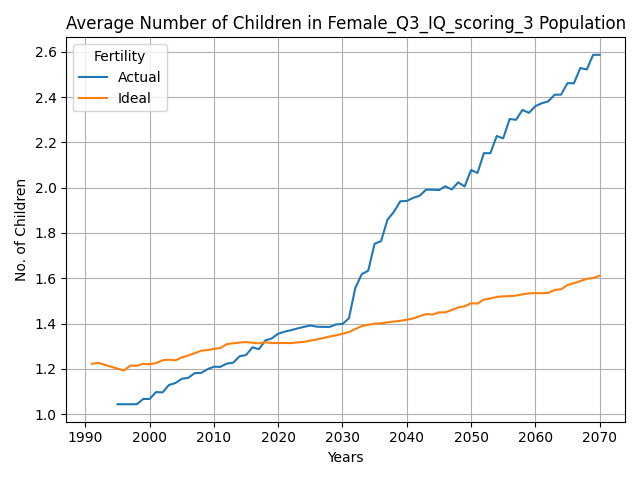 Average Number of Children in Female_Q3_IQ_scoring_3 Population
Fertility
Actual
Ideal
No. of Children
2.6
2.4
2.2
2.0
1.8
1.6
1.4
1.2
1.0
1990 2000 2010 2020 2030 2040 2050 2060 2070
Years